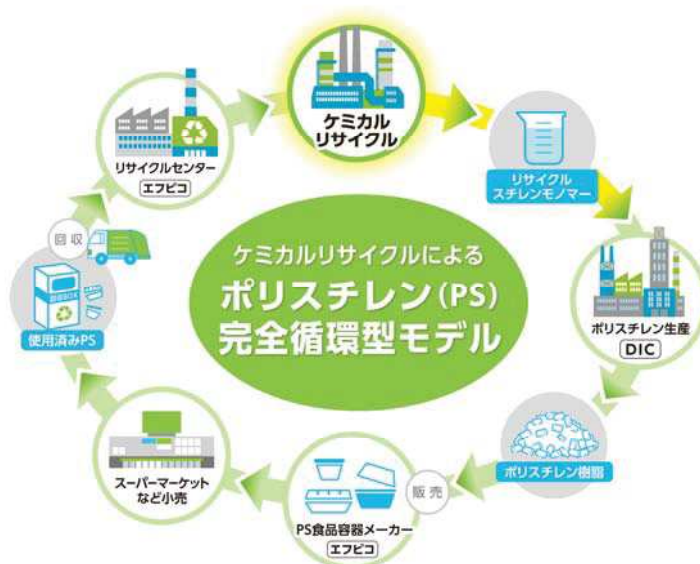 ケミカル
リサイクル
リサイクル
スチレンモノマー
ポリスチレン生産
DIC
ポリスチレン樹脂
販売
PS食品容器メーカー
エフピコ
スーパーマーケット
など小売
使用済みPS
回収
リサイクルセンター
エフピコ
ケミカルリサイクルによる
ポリスチレン(PS)
完全循環型モデル